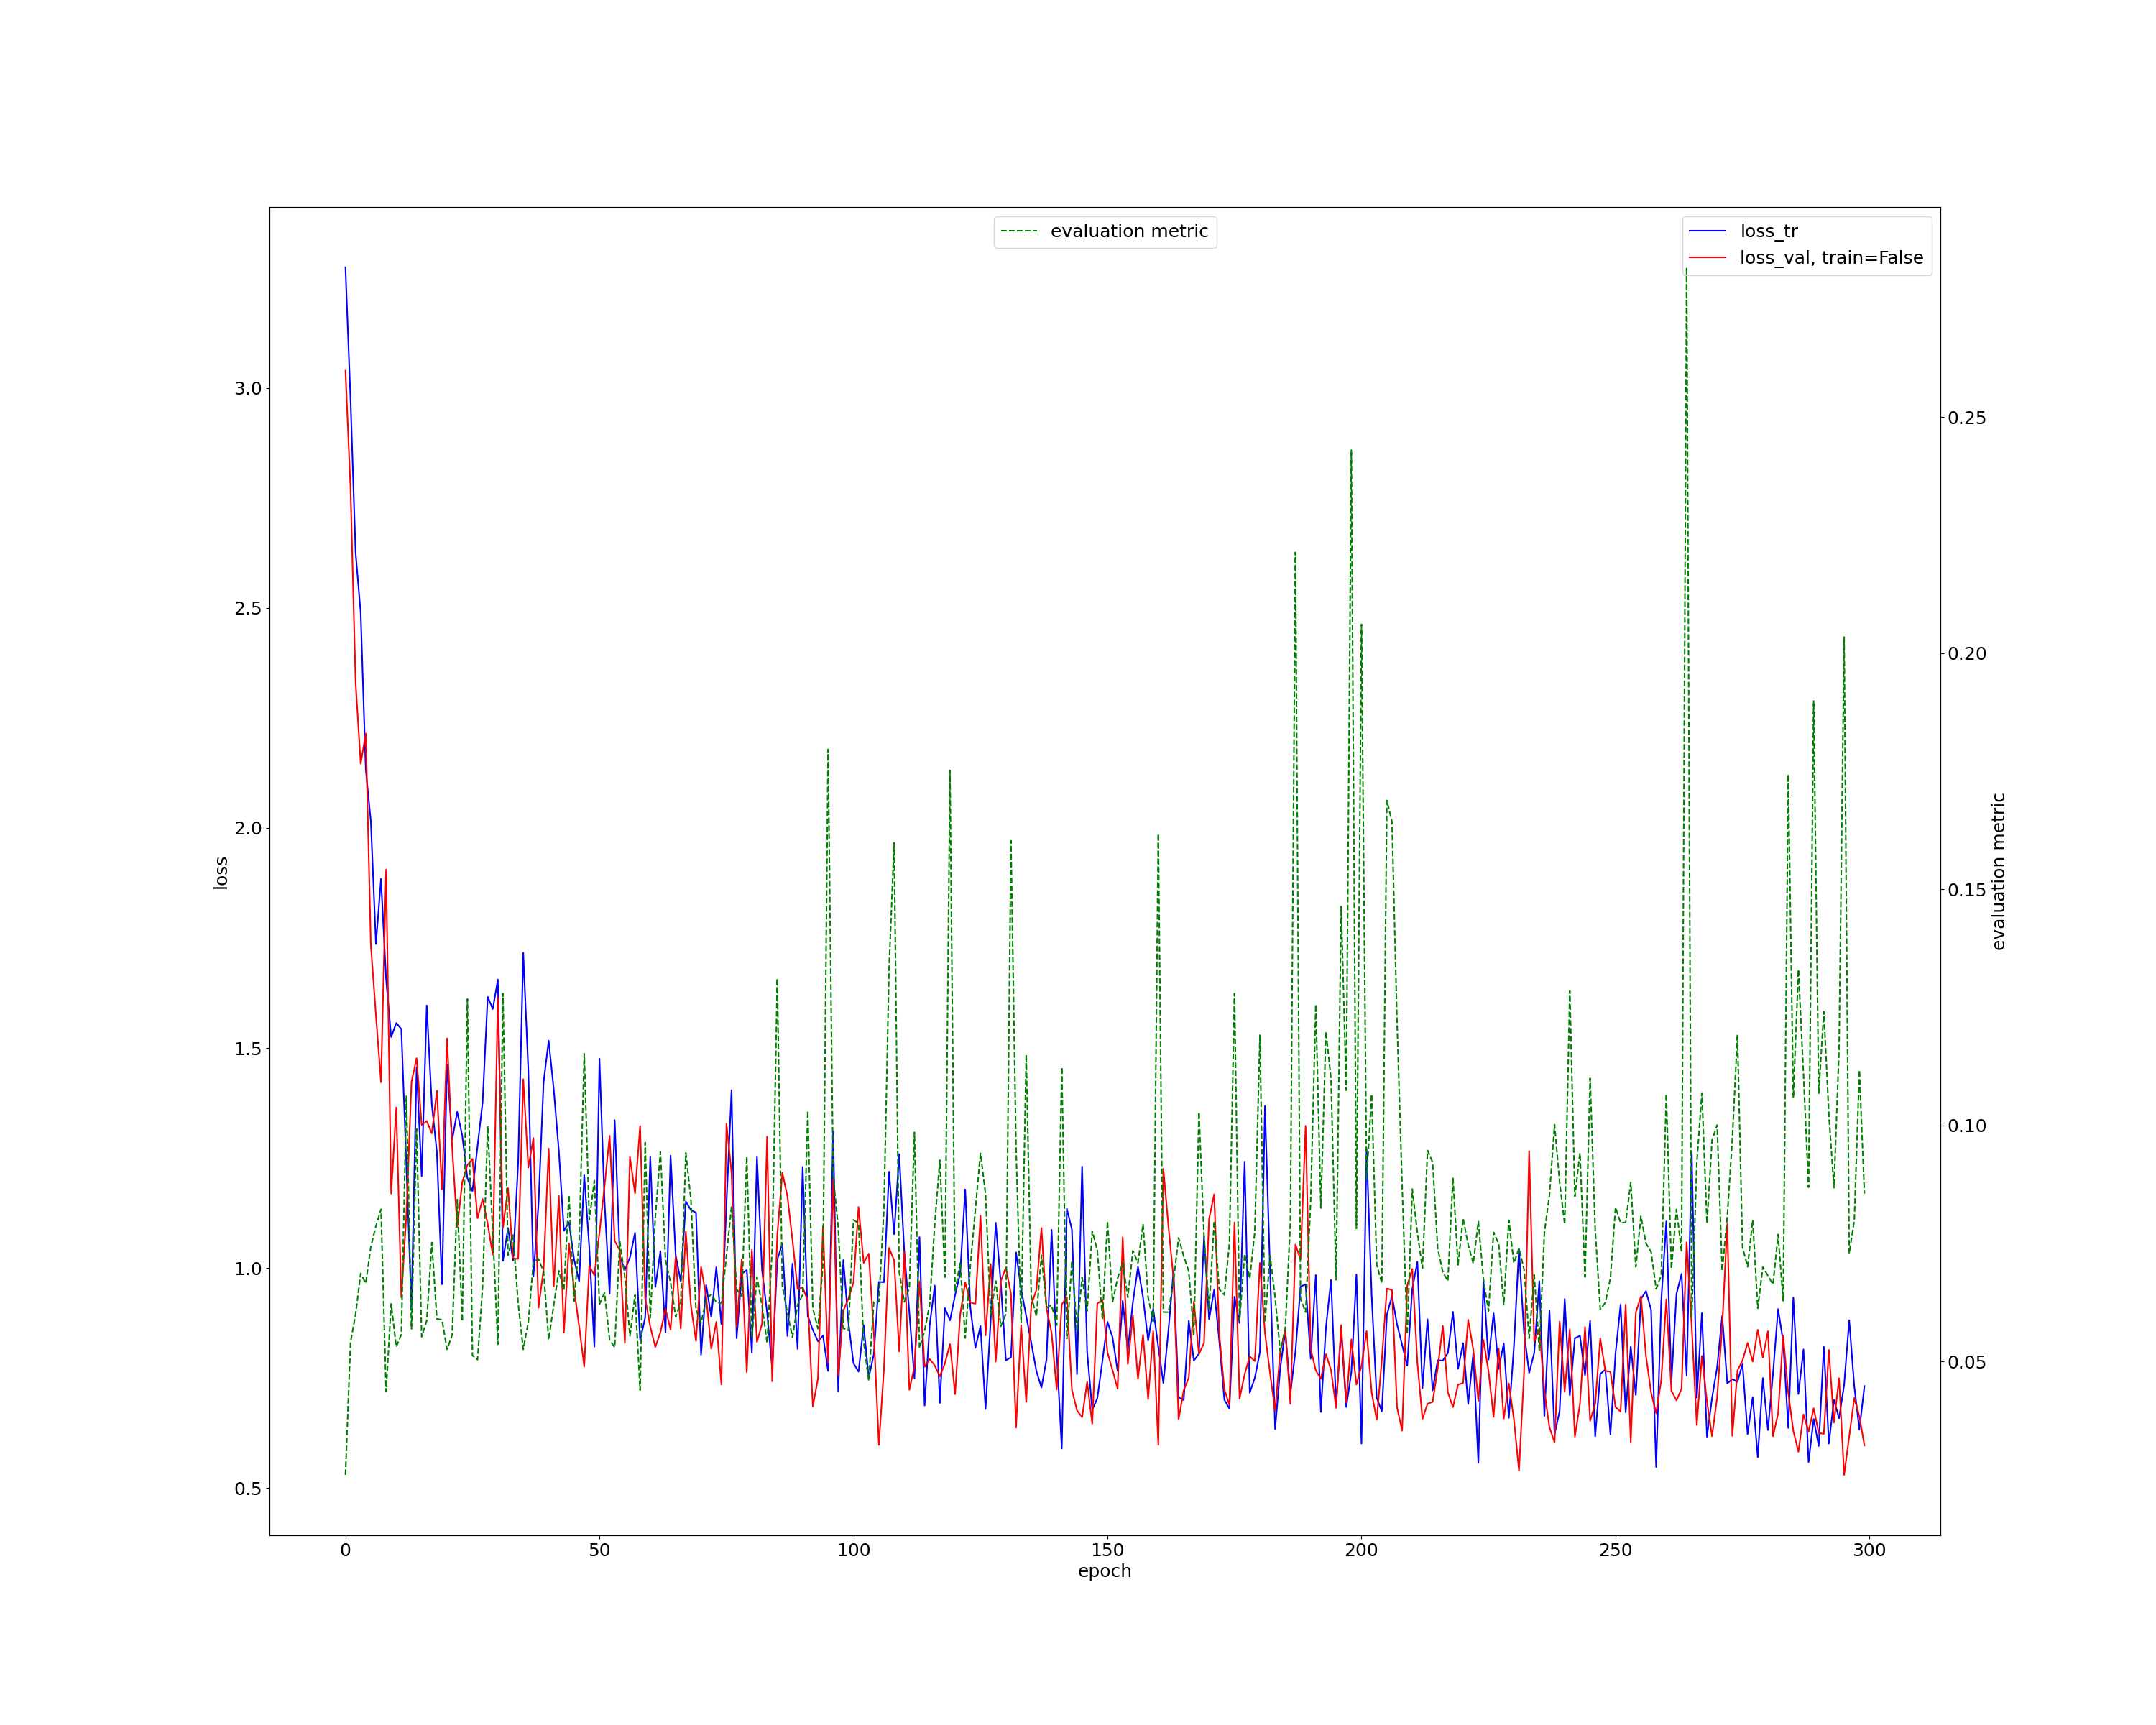 evaluation metric
loss_tr
loss_val, train=False
3.0
2.5
2.0
1.5
1.0
0.5
loss
0.25
0.20
0.15
0.10
0.05
evaluation metric
0 50 100 150 200 250 300
epoch